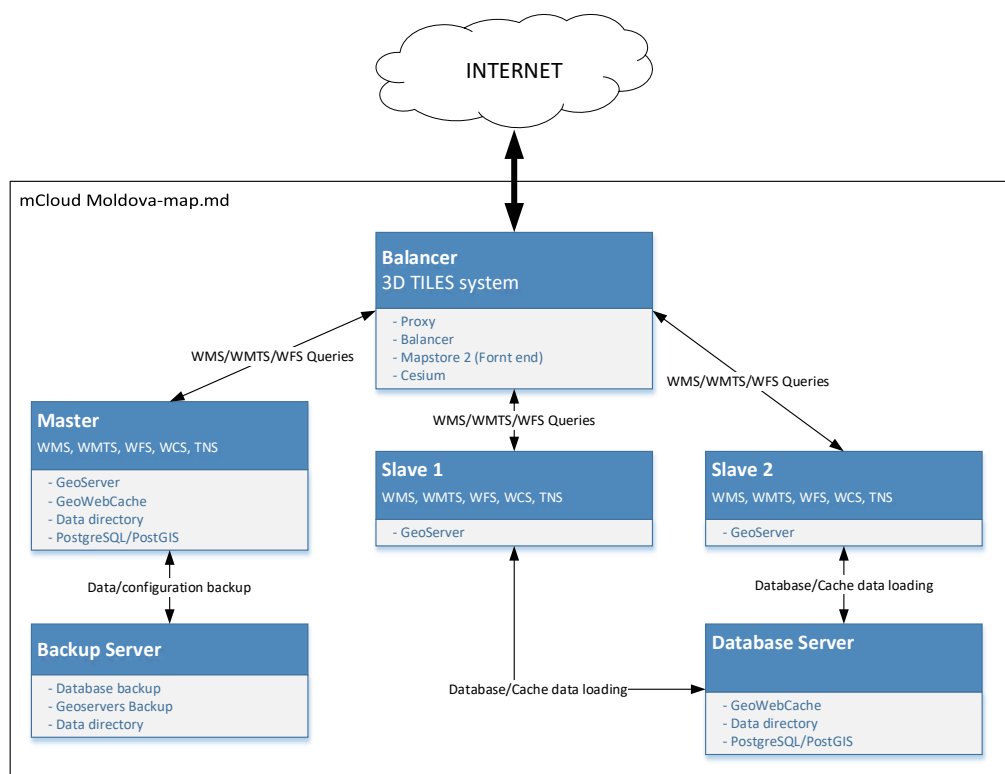 INTERNET
mCloud Moldova-map.md
Balancer
3D TILES system
- Proxy
- Balancer
- Mapstore 2 (Fornt end)
- Cesium
WMS/WMTS/WFS Queries
WMS/WMTS/WFS Queries
WMS/WMTS/WFS Queries
Master
WMS, WMTS, WFS, WCS, TNS
- GeoServer
- GeoWebCache
- Data directory
- PostgreSQL/PostGIS
Slave 1
WMS, WMTS, WFS, WCS, TNS
- GeoServer
Slave 2
WMS, WMTS, WFS, WCS, TNS
- GeoServer
Data/configuration backup
Database/Cache data loading
Backup Server
- Database backup
- Geoservers Backup
- Data directory
Database/Cache data loading
Database Server
- GeoWebCache
- Data directory
- PostgreSQL/PostGIS